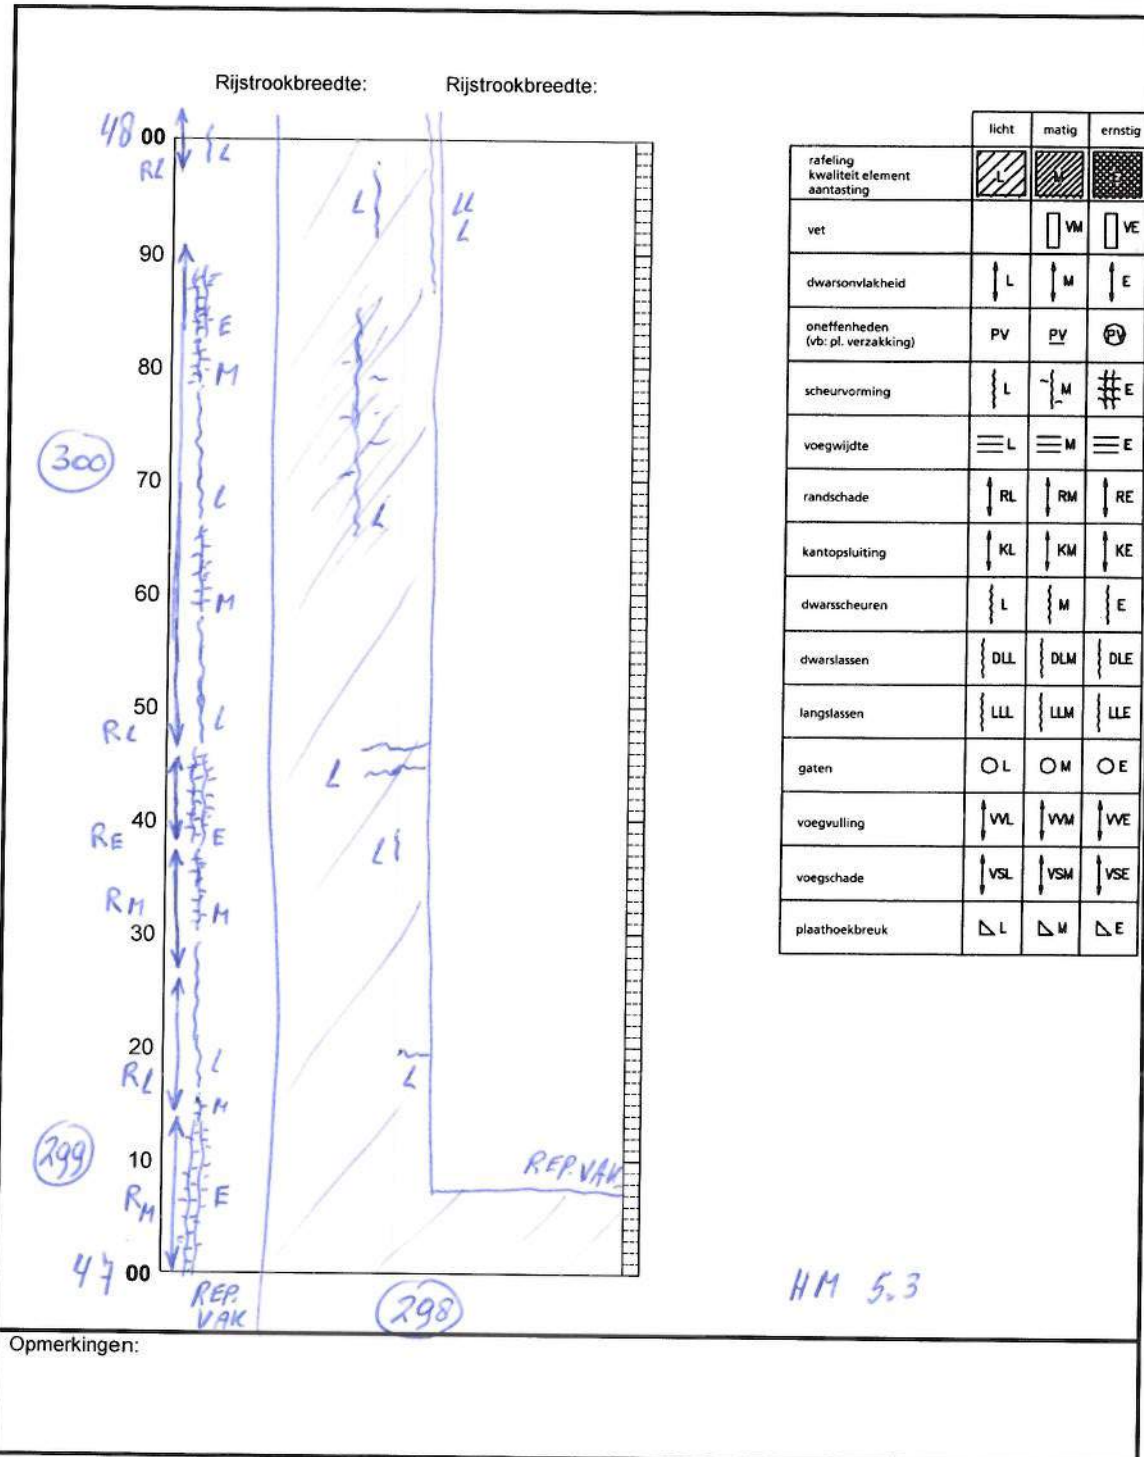 Rijstrookbreedte: Rijstrookbreedte:
48 00
RL
L
L
LL
L
90
E
80
M
300
70
L
L
M
60
50
RL
L
L
40
RE
E
L
RM
M
30
20
RL
L
L
M
299
10
REP. VAK
RM
E
47 00
REP.
VAK
298
HM 5.3
licht matig ernstig
rafeling
kwaliteit element
aantasting
L M E
vet VM VE
dwarsonvlakheid L M E
oneffenheden
(vb: pl. verzakking)
PV PV PV
scheurvorming L M E
voegwijdte L M E
randschade RL RM RE
kantopsluiting KL KM KE
dwarsscheuren L M E
dwarslassen DLL DLM DLE
langslassen LLL LLM LLE
gaten L M E
voegvulling VVL VVM VVE
voegschade VSL VSM VSE
plaathoekbreuk L M E
Opmerkingen: